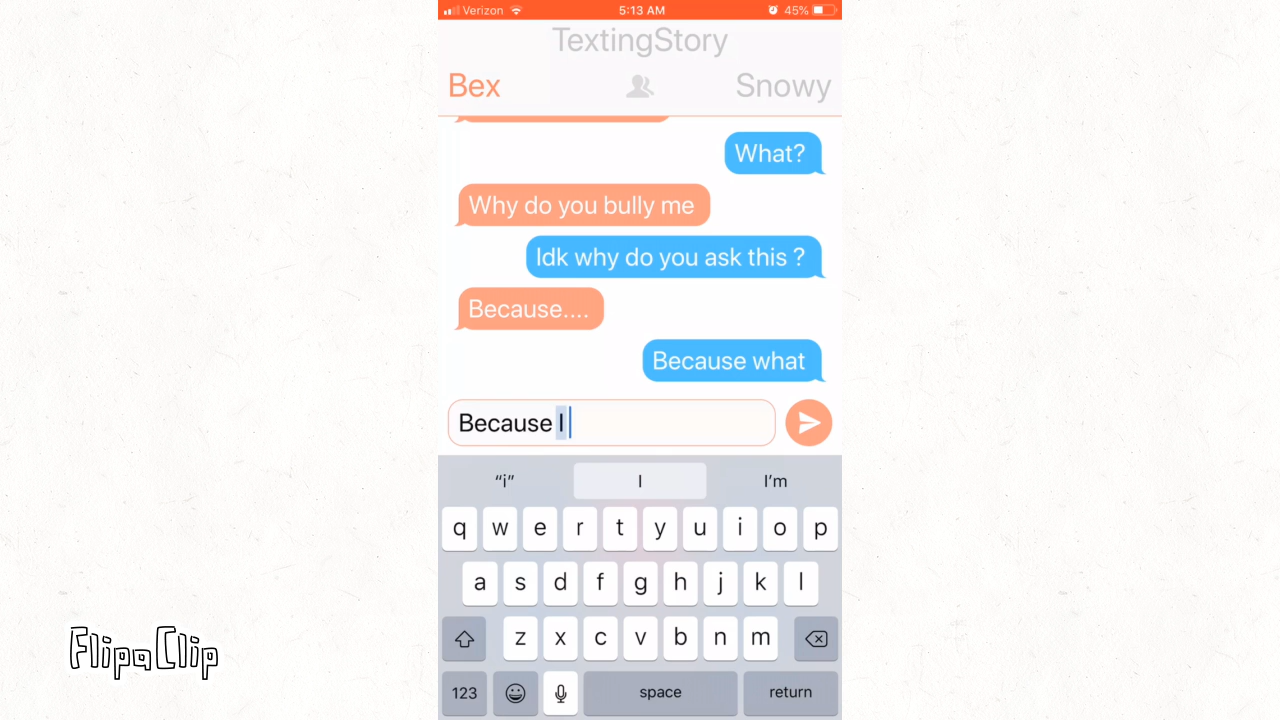 Verizon 5:13 AM 45%
TextingStory
Bex Snowy
What?
Why do you bully me
Idk why do you ask this ?
Because....
Because what
Because I
“i” I I’m
q w e r t y u i o p
a s d f g h j k l
z x c v b n m
123 space return
FlipaClip